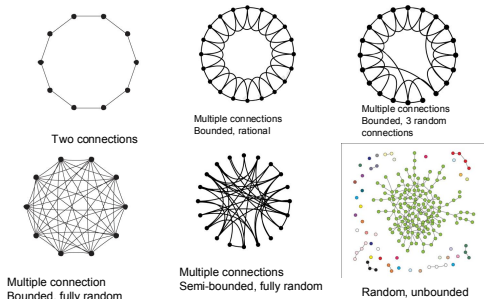 Two connections
Multiple connections
Bounded, rational
Multiple connections
Bounded, 3 random
connections
Multiple connection
Bounded, fully random
Multiple connections
Semi-bounded, fully random
Random, unbounded